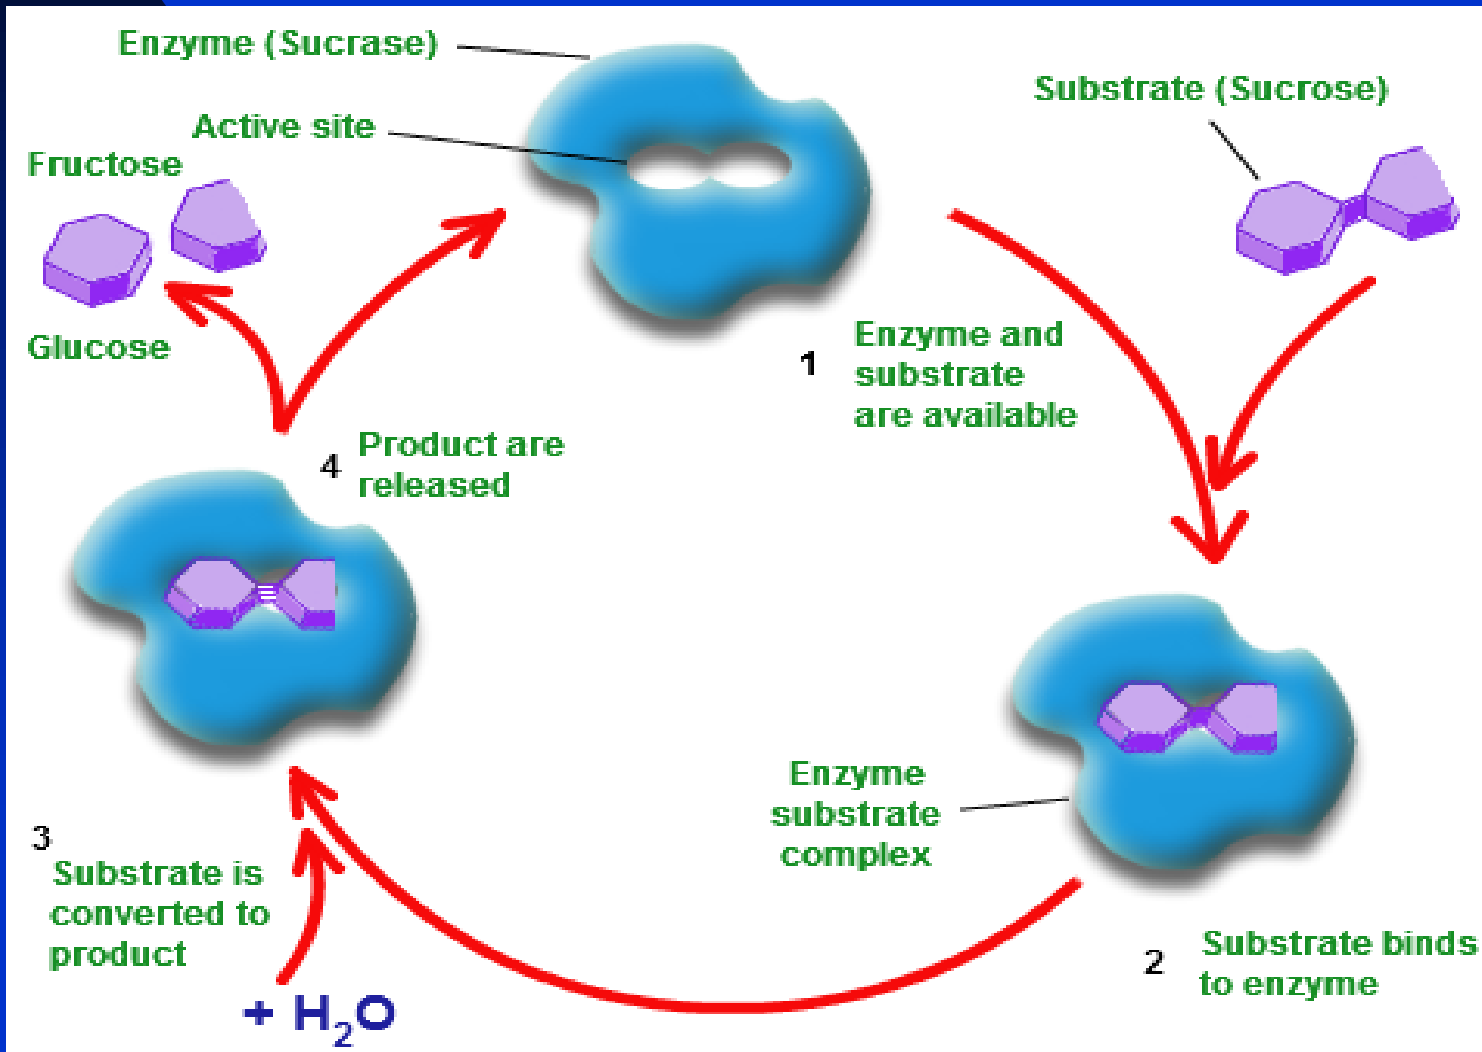 Enzyme (Sucrase)
Active site
Substrate (Sucrose)
Fructose
Glucose
1
Enzyme and
substrate
are available
2
Substrate binds
to enzyme
Enzyme
substrate
complex
3
Substrate is
converted to
product
+ H₂O
4
Product are
released